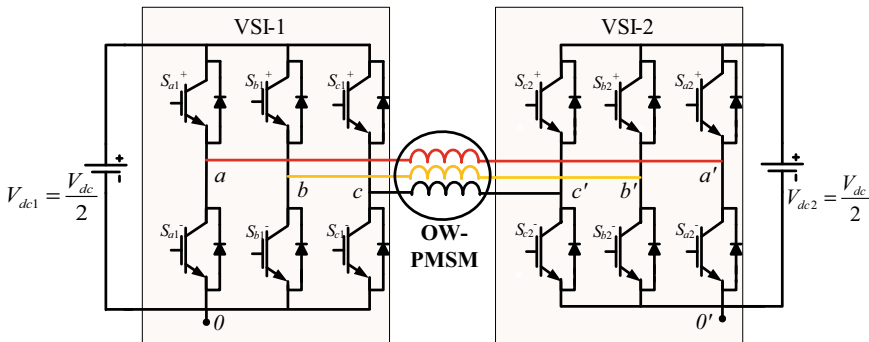 VSI-1
VSI-2
S_{a1}^+
S_{b1}^+
S_{c1}^+
S_{c2}^+
S_{b2}^+
S_{a2}^+
a
b
c
c'
b'
a'
V_{dc1} = \frac{V_{dc}}{2}
V_{dc2} = \frac{V_{dc}}{2}
S_{a1}^-
S_{b1}^-
S_{c1}^-
OW-
PMSM
S_{c2}^-
S_{b2}^-
S_{a2}^-
0
0'